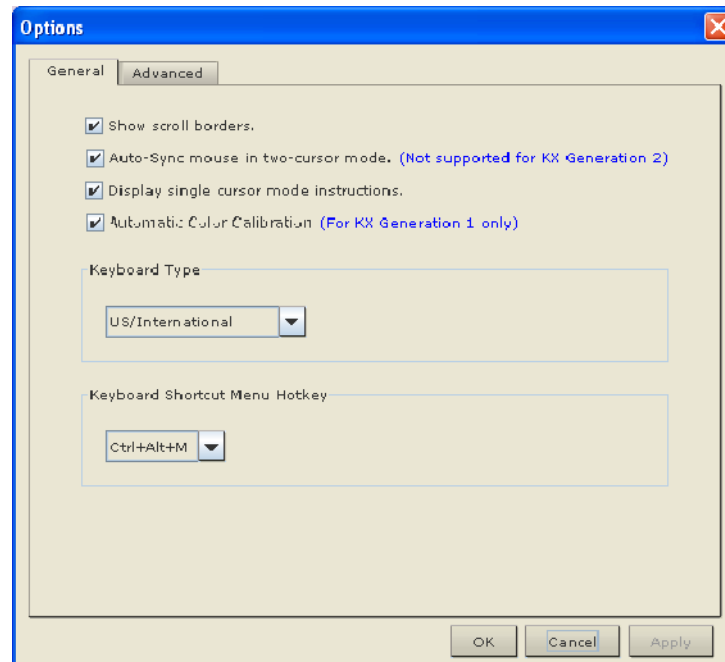 Options
General Advanced
Show scroll borders.
Auto-Sync mouse in two-cursor mode. (Not supported for KX Generation 2)
Display single cursor mode instructions.
Automatic Color Calibration (For KX Generation 1 only)
Keyboard Type
US/International
Keyboard Shortcut Menu Hotkey
Ctrl+Alt+M
OK Cancel Apply